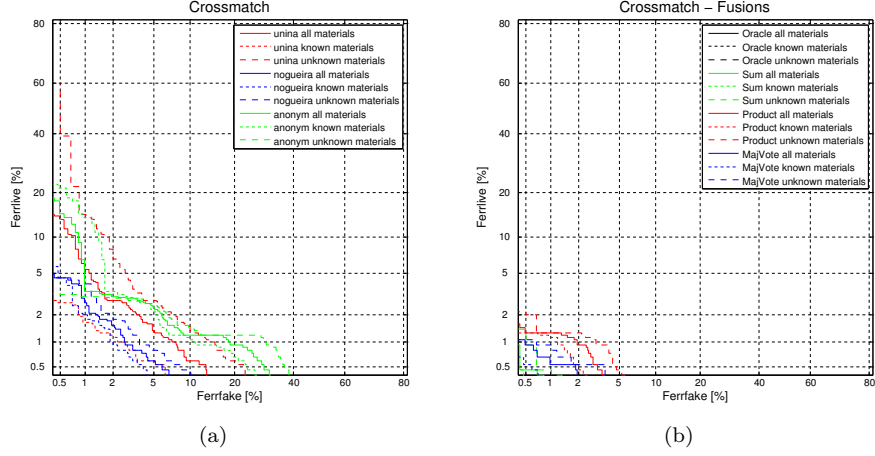 Crossmatch
80
60
40
20
10
5
2
1
0.5
Ferrlive [%]
0.5 1 2 5 10 20 40 60 80
Ferrfake [%]
unina all materials
unina known materials
unina unknown materials
nogueira all materials
nogueira known materials
nogueira unknown materials
anonym all materials
anonym known materials
anonym unknown materials
(a)
Crossmatch − Fusions
80
60
40
20
10
5
2
1
0.5
Ferrlive [%]
0.5 1 2 5 10 20 40 60 80
Ferrfake [%]
Oracle all materials
Oracle known materials
Oracle unknown materials
Sum all materials
Sum known materials
Sum unknown materials
Product all materials
Product known materials
Product unknown materials
MajVote all materials
MajVote known materials
MajVote unknown materials
(b)